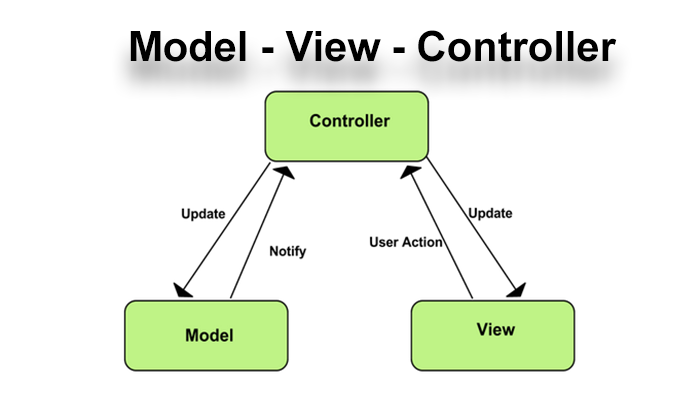 Model - View - Controller
Controller
Update
Update
User Action
Notify
Model
View